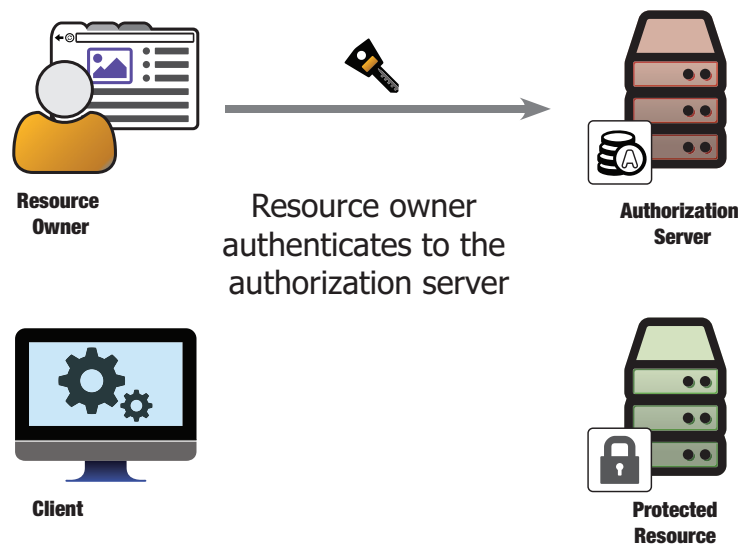 Resource
Owner
Resource owner
authenticates to the
authorization server
A
Authorization
Server
Client
Protected
Resource